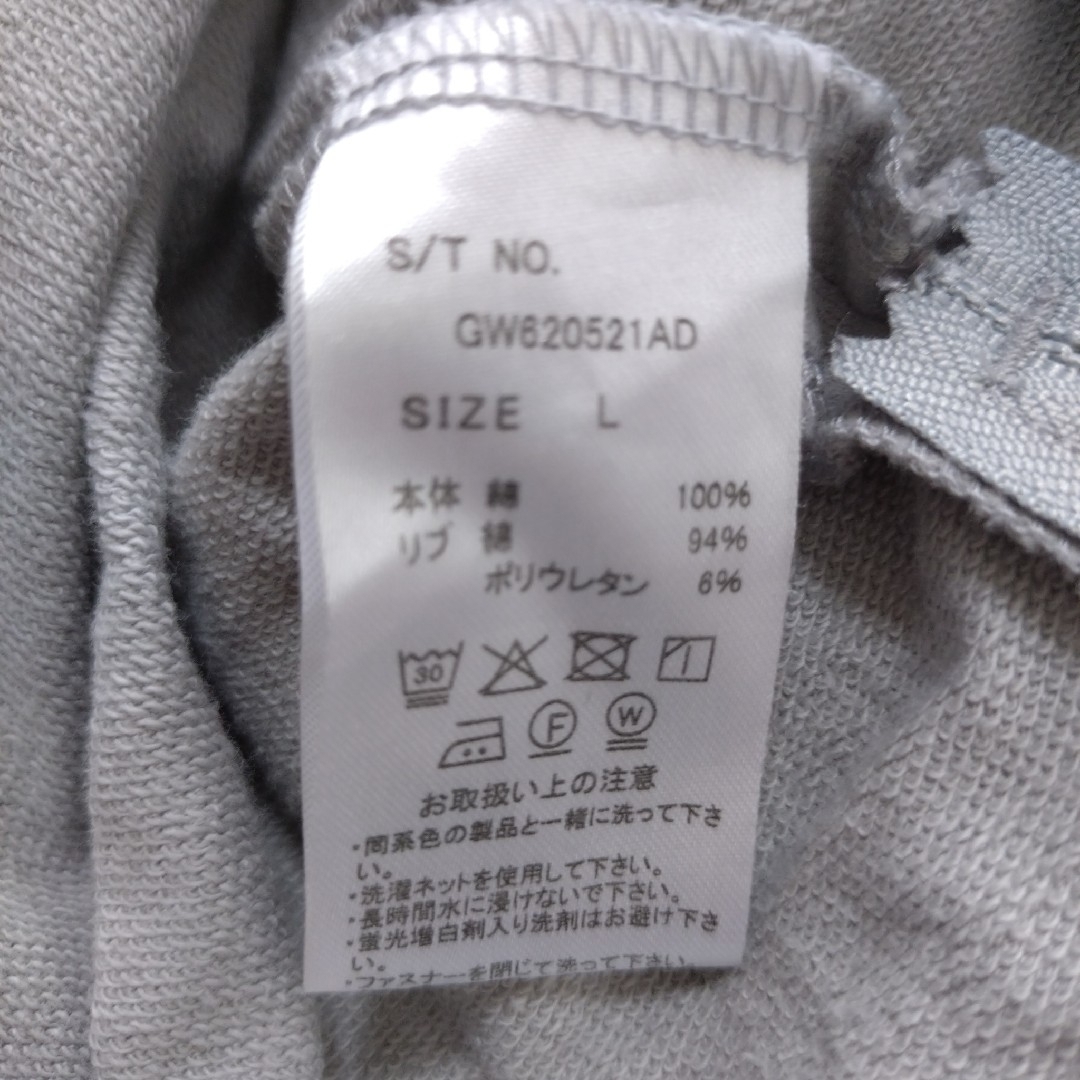 S/T NO.
GW620521AD
SIZE L
本体 綿 100%
リブ 綿 94%
ポリウレタン 6%
30
F W
お取扱い上の注意
・同系色の製品と一緒に洗って下さ
い。
・洗濯ネットを使用して下さい。
・長時間水に浸けないで下さい。
・蛍光増白剤入り洗剤はお避け下さ
い。
・ファスナーを閉じて洗って下さい。